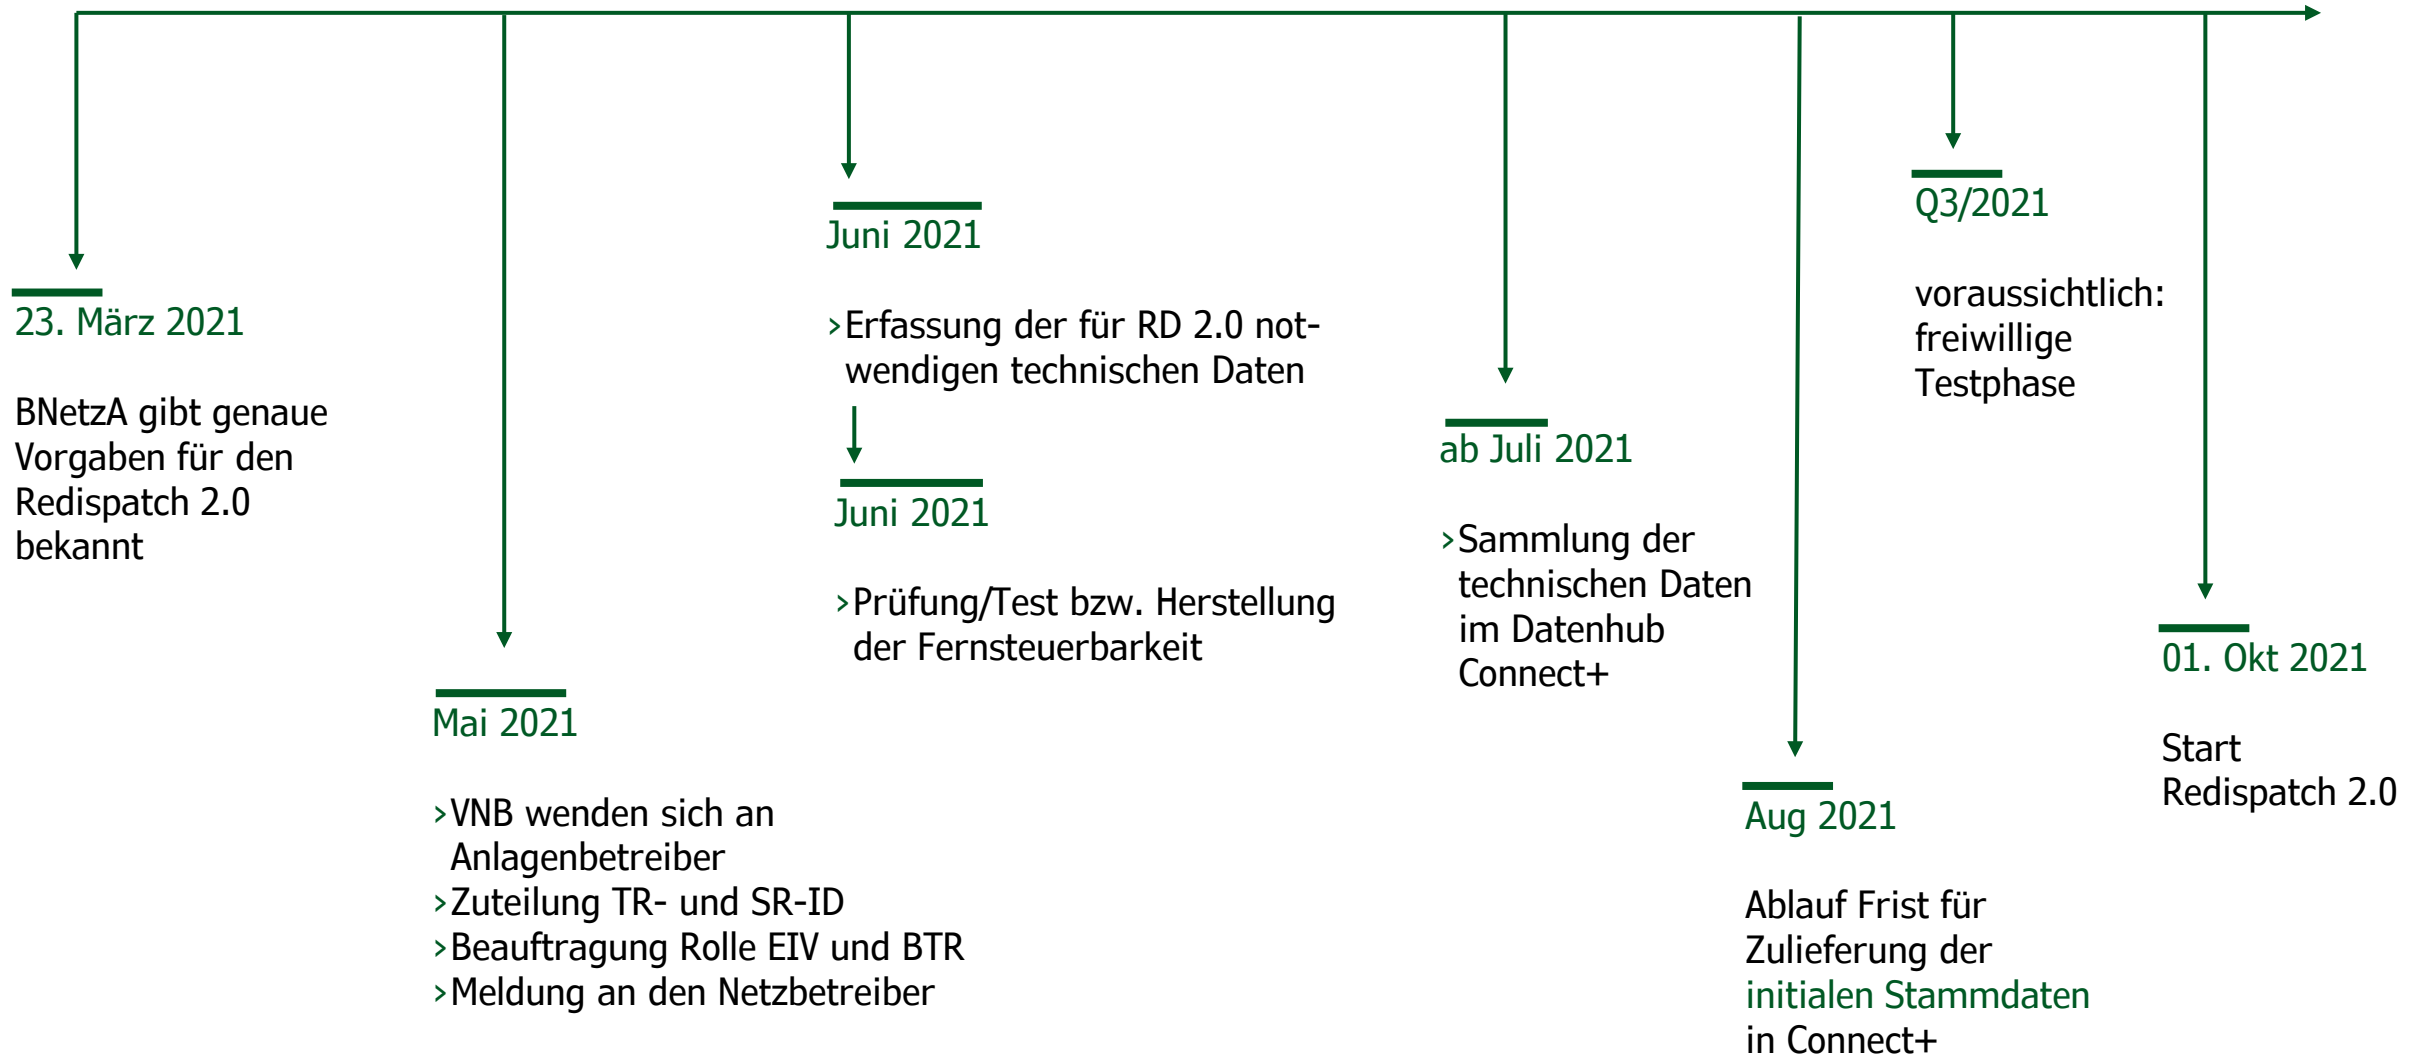 23. März 2021
BNetzA gibt genaue
Vorgaben für den
Redispatch 2.0
bekannt
Mai 2021
›VNB wenden sich an
Anlagenbetreiber
›Zuteilung TR- und SR-ID
›Beauftragung Rolle EIV und BTR
›Meldung an den Netzbetreiber
Juni 2021
›Erfassung der für RD 2.0 not-
wendigen technischen Daten
Juni 2021
›Prüfung/Test bzw. Herstellung
der Fernsteuerbarkeit
ab Juli 2021
›Sammlung der
technischen Daten
im Datenhub
Connect+
Aug 2021
Ablauf Frist für
Zulieferung der
initialen Stammdaten
in Connect+
Q3/2021
voraussichtlich:
freiwillige
Testphase
01. Okt 2021
Start
Redispatch 2.0